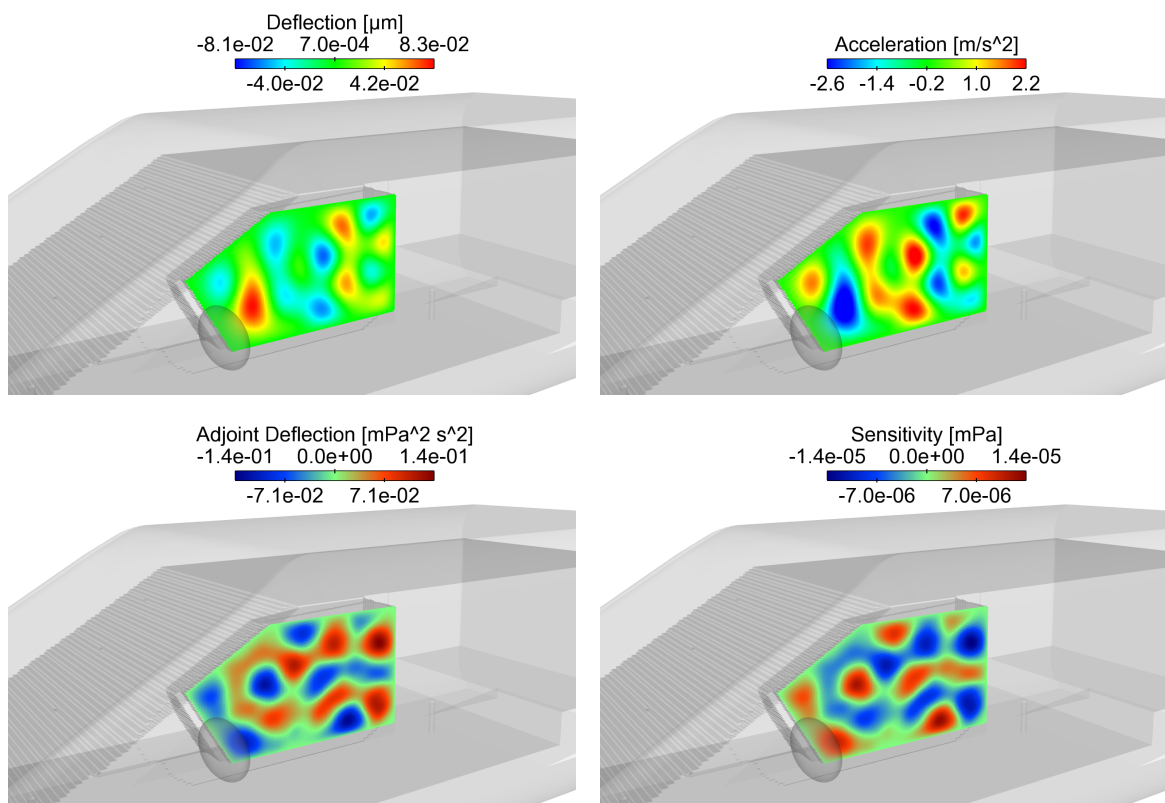 Deflection [µm]
-8.1e-02 7.0e-04 8.3e-02
-4.0e-02 4.2e-02
Acceleration [m/s^2]
-2.6 -1.4 -0.2 1.0 2.2
Adjoint Deflection [mPa^2 s^2]
-1.4e-01 0.0e+00 1.4e-01
-7.1e-02 7.1e-02
Sensitivity [mPa]
-1.4e-05 0.0e+00 1.4e-05
-7.0e-06 7.0e-06